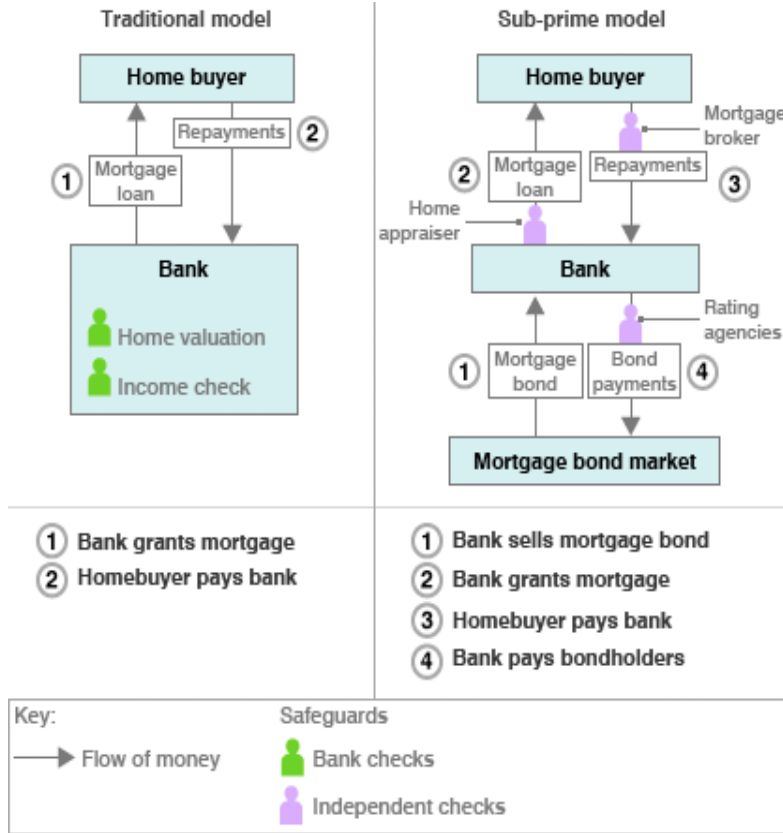 Traditional model
Home buyer
Repayments
2
1
Mortgage
loan
Bank
Home valuation
Income check
Sub-prime model
Home buyer
Mortgage
broker
2
Mortgage
loan
Repayments
3
Home
appraiser
Bank
Rating
agencies
1
Mortgage
bond
Bond
payments
4
Mortgage bond market
1 Bank grants mortgage
2 Homebuyer pays bank
1 Bank sells mortgage bond
2 Bank grants mortgage
3 Homebuyer pays bank
4 Bank pays bondholders
Key:
Flow of money
Safeguards
Bank checks
Independent checks